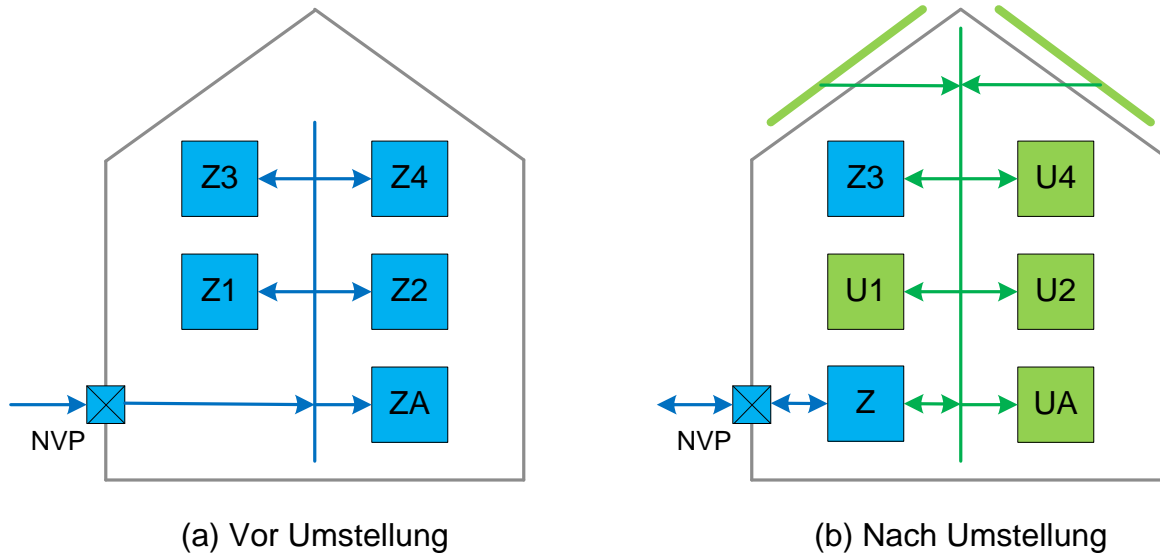 Z3 Z4
Z1 Z2
ZA
NVP
(a) Vor Umstellung
Z3 U4
U1 U2
Z UA
NVP
(b) Nach Umstellung